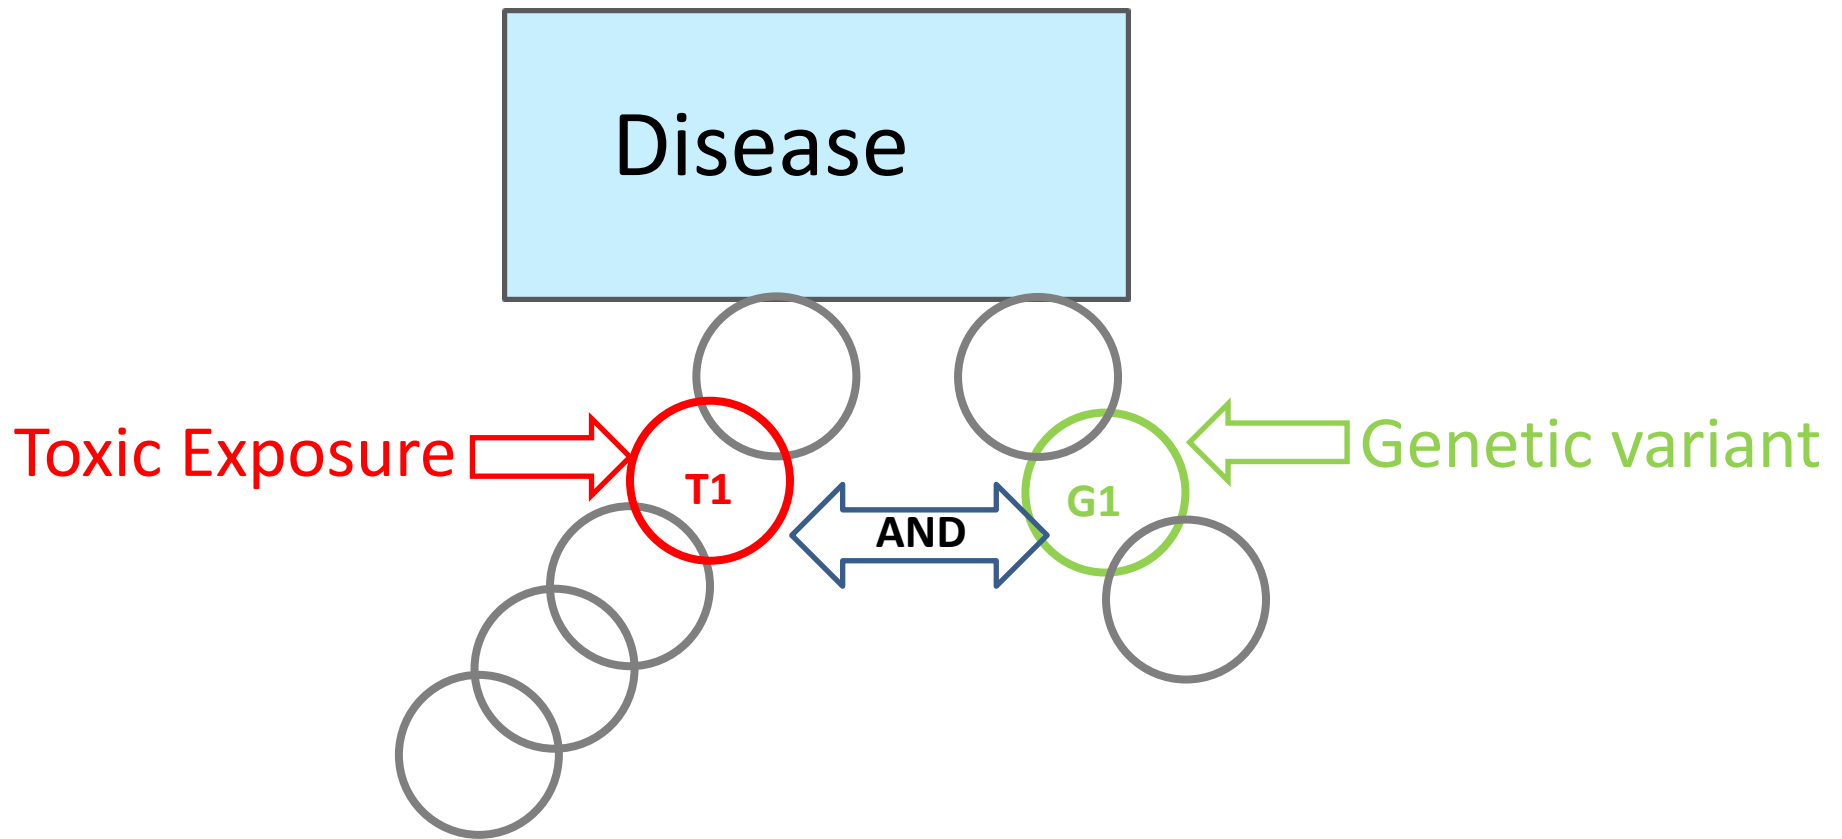 Disease
Toxic Exposure
Genetic variant
T1
G1
AND